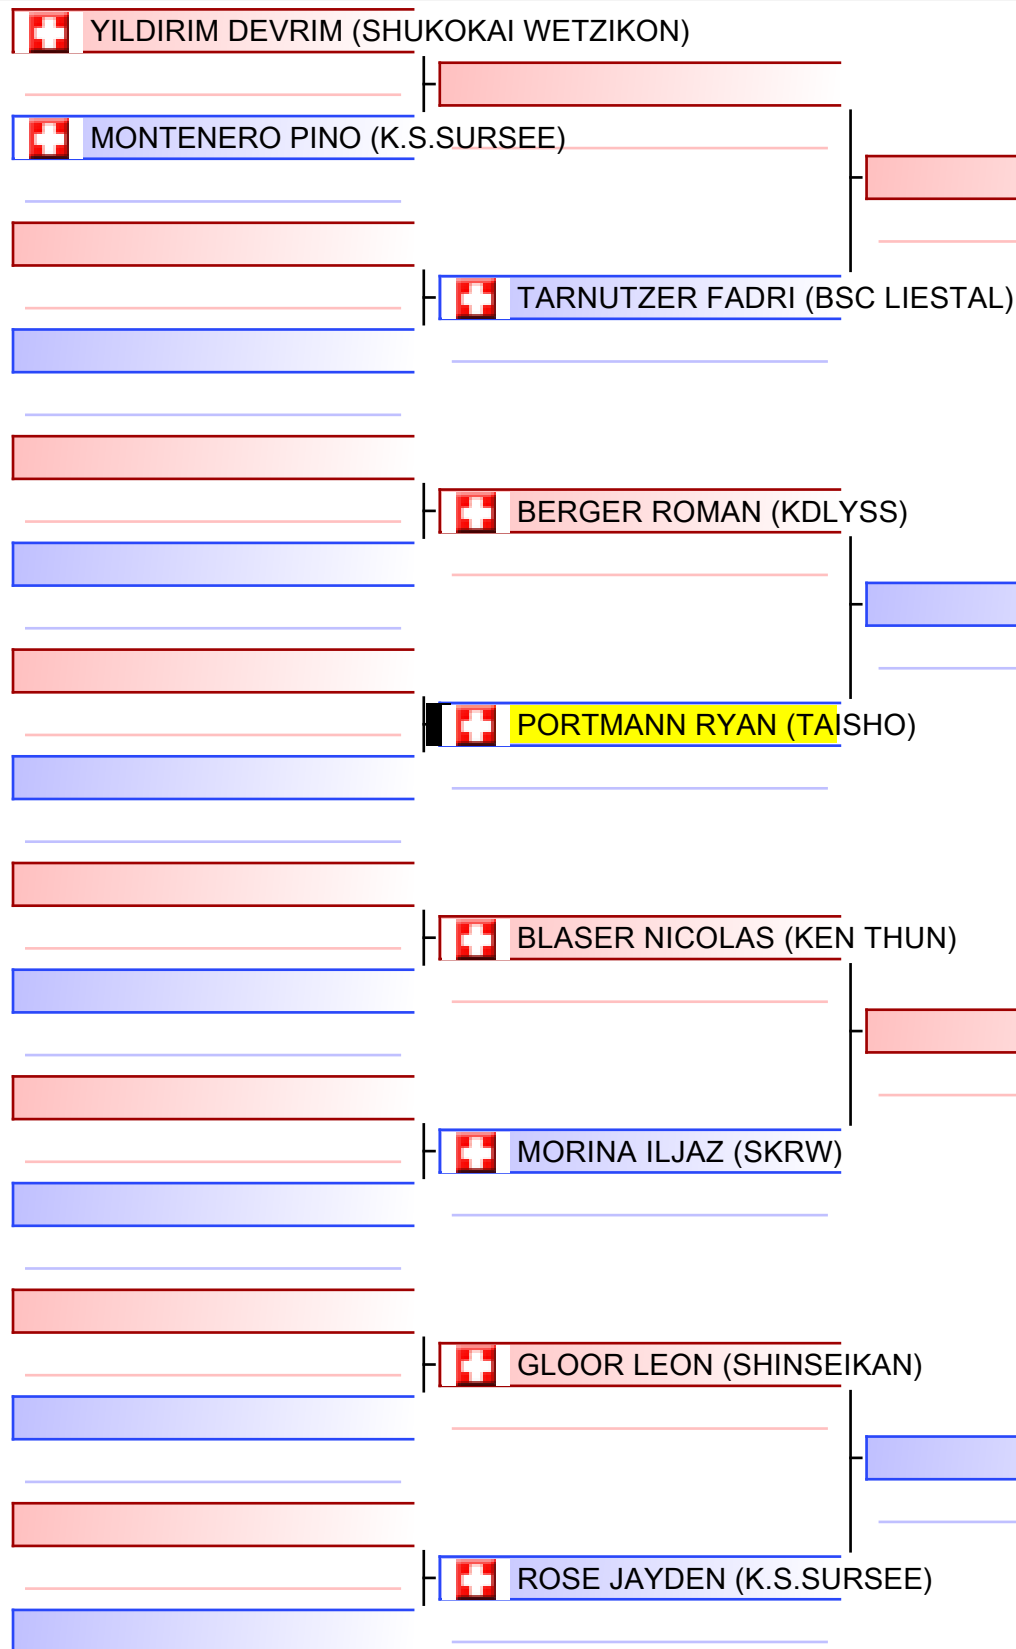 YILDIRIM DEVRIM (SHUKOKAI WETZIKON)
MONTENERO PINO (K.S.SURSEE)
TARNUTZER FADRI (BSC LIESTAL)
BERGER ROMAN (KDLYSS)
PORTMANN RYAN (TAISHO)
BLASER NICOLAS (KEN THUN)
MORINA ILJAZ (SKRW)
GLOOR LEON (SHINSEIKAN)
ROSE JAYDEN (K.S.SURSEE)